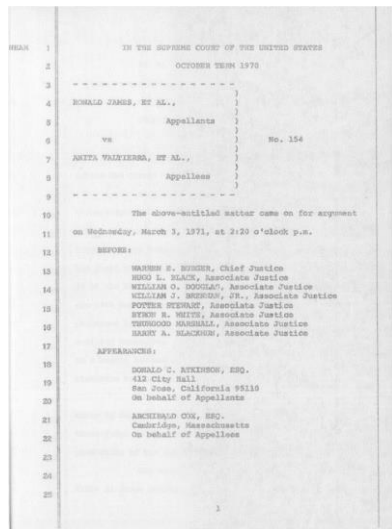 1 IN THE SUPREME COURT OF THE UNITED STATES
2 OCTOBER TERM 1970
3
4 RONALD JAMES, ET AL.,
5 Appellants
6 vs No. 154
7 ANITA VALTIERRA, ET AL.,
8 Appellees
9
10 The above-entitled matter came on for argument
11 on Wednesday, March 3, 1971, at 2:20 o'clock p.m.
12 BEFORE:
13 WARREN E. BURGER, Chief Justice
HUGO L. BLACK, Associate Justice
14 WILLIAM O. DOUGLAS, Associate Justice
WILLIAM J. BRENNAN, JR., Associate Justice
15 POTTER STEWART, Associate Justice
BYRON R. WHITE, Associate Justice
16 THURGOOD MARSHALL, Associate Justice
HARRY A. BLACKMUN, Associate Justice
17 APPEARANCES:
18 DONALD C. ATKINSON, ESQ.
19 City Hall
San Jose, California 95110
20 On behalf of Appellants
21 ARCHIBALD COX, ESQ.
Cambridge, Massachusetts
22 On behalf of Appellees
23
24
25
1